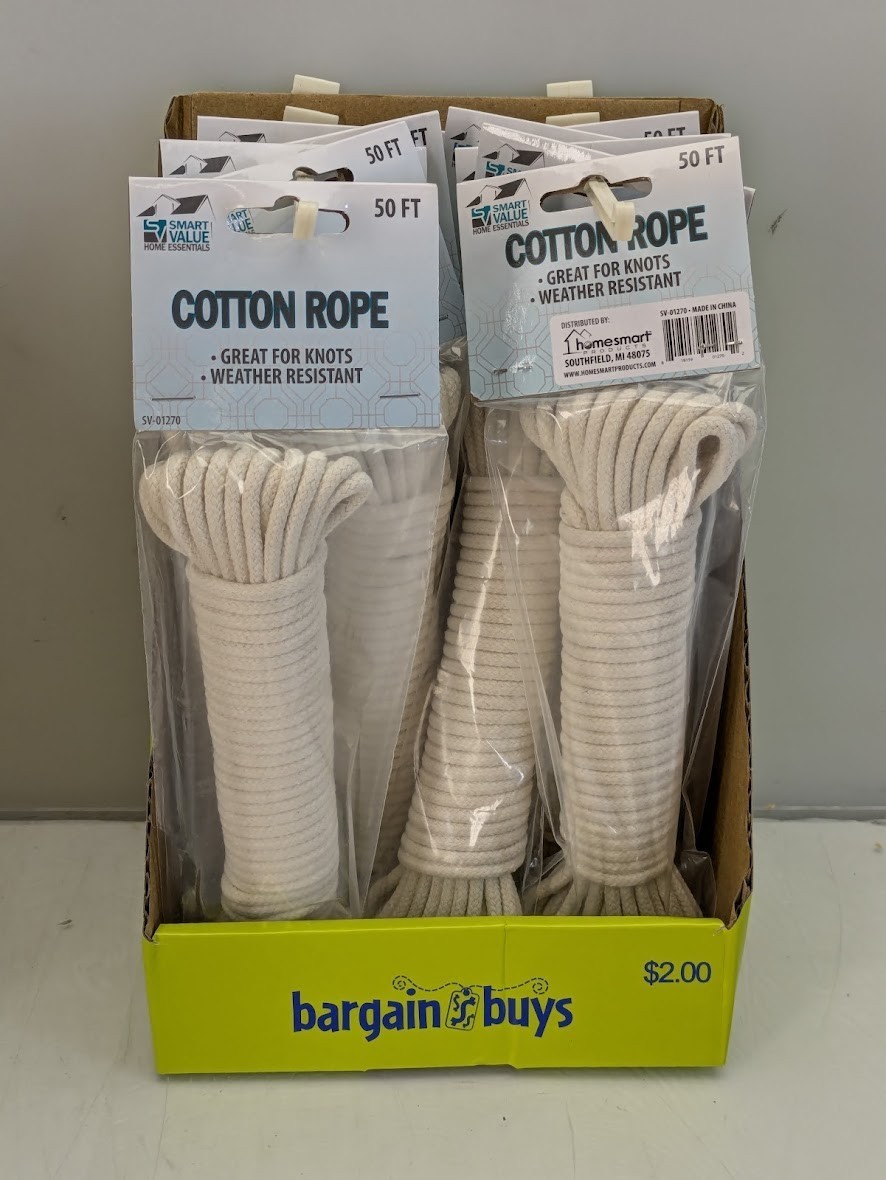 50 FT
50 FT
SMART
VALUE
HOME ESSENTIALS
50 FT
COTTON ROPE
• GREAT FOR KNOTS
• WEATHER RESISTANT
SV-01270
50 FT
SMART
VALUE
HOME ESSENTIALS
COTTON ROPE
• GREAT FOR KNOTS
• WEATHER RESISTANT
DISTRIBUTED BY:
homesmart
PRODUCTS
SOUTHFIELD, MI 48075
WWW.HOMESMARTPRODUCTS.COM
SV-01270 • MADE IN CHINA
$2.00
bargain buys